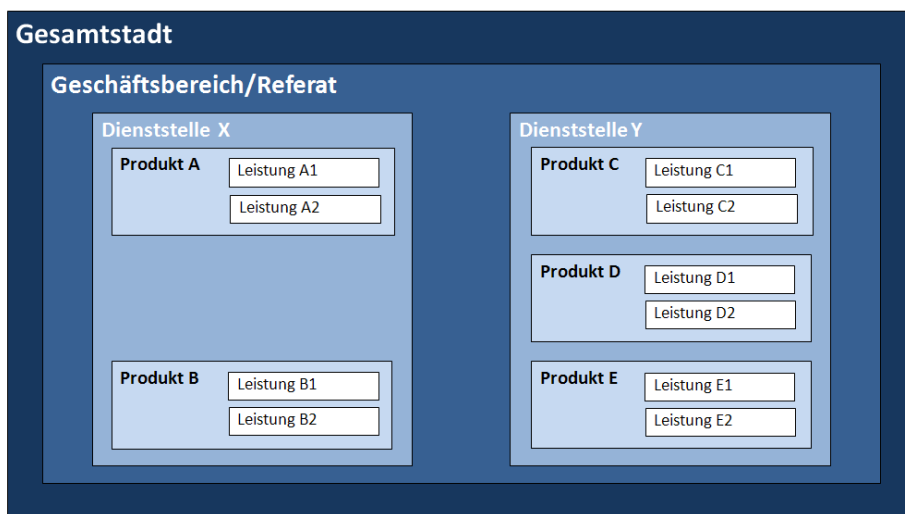 Gesamtstadt
Geschäftsbereich/Referat
Dienststelle X
Produkt A
Leistung A1
Leistung A2
Produkt B
Leistung B1
Leistung B2
Dienststelle Y
Produkt C
Leistung C1
Leistung C2
Produkt D
Leistung D1
Leistung D2
Produkt E
Leistung E1
Leistung E2